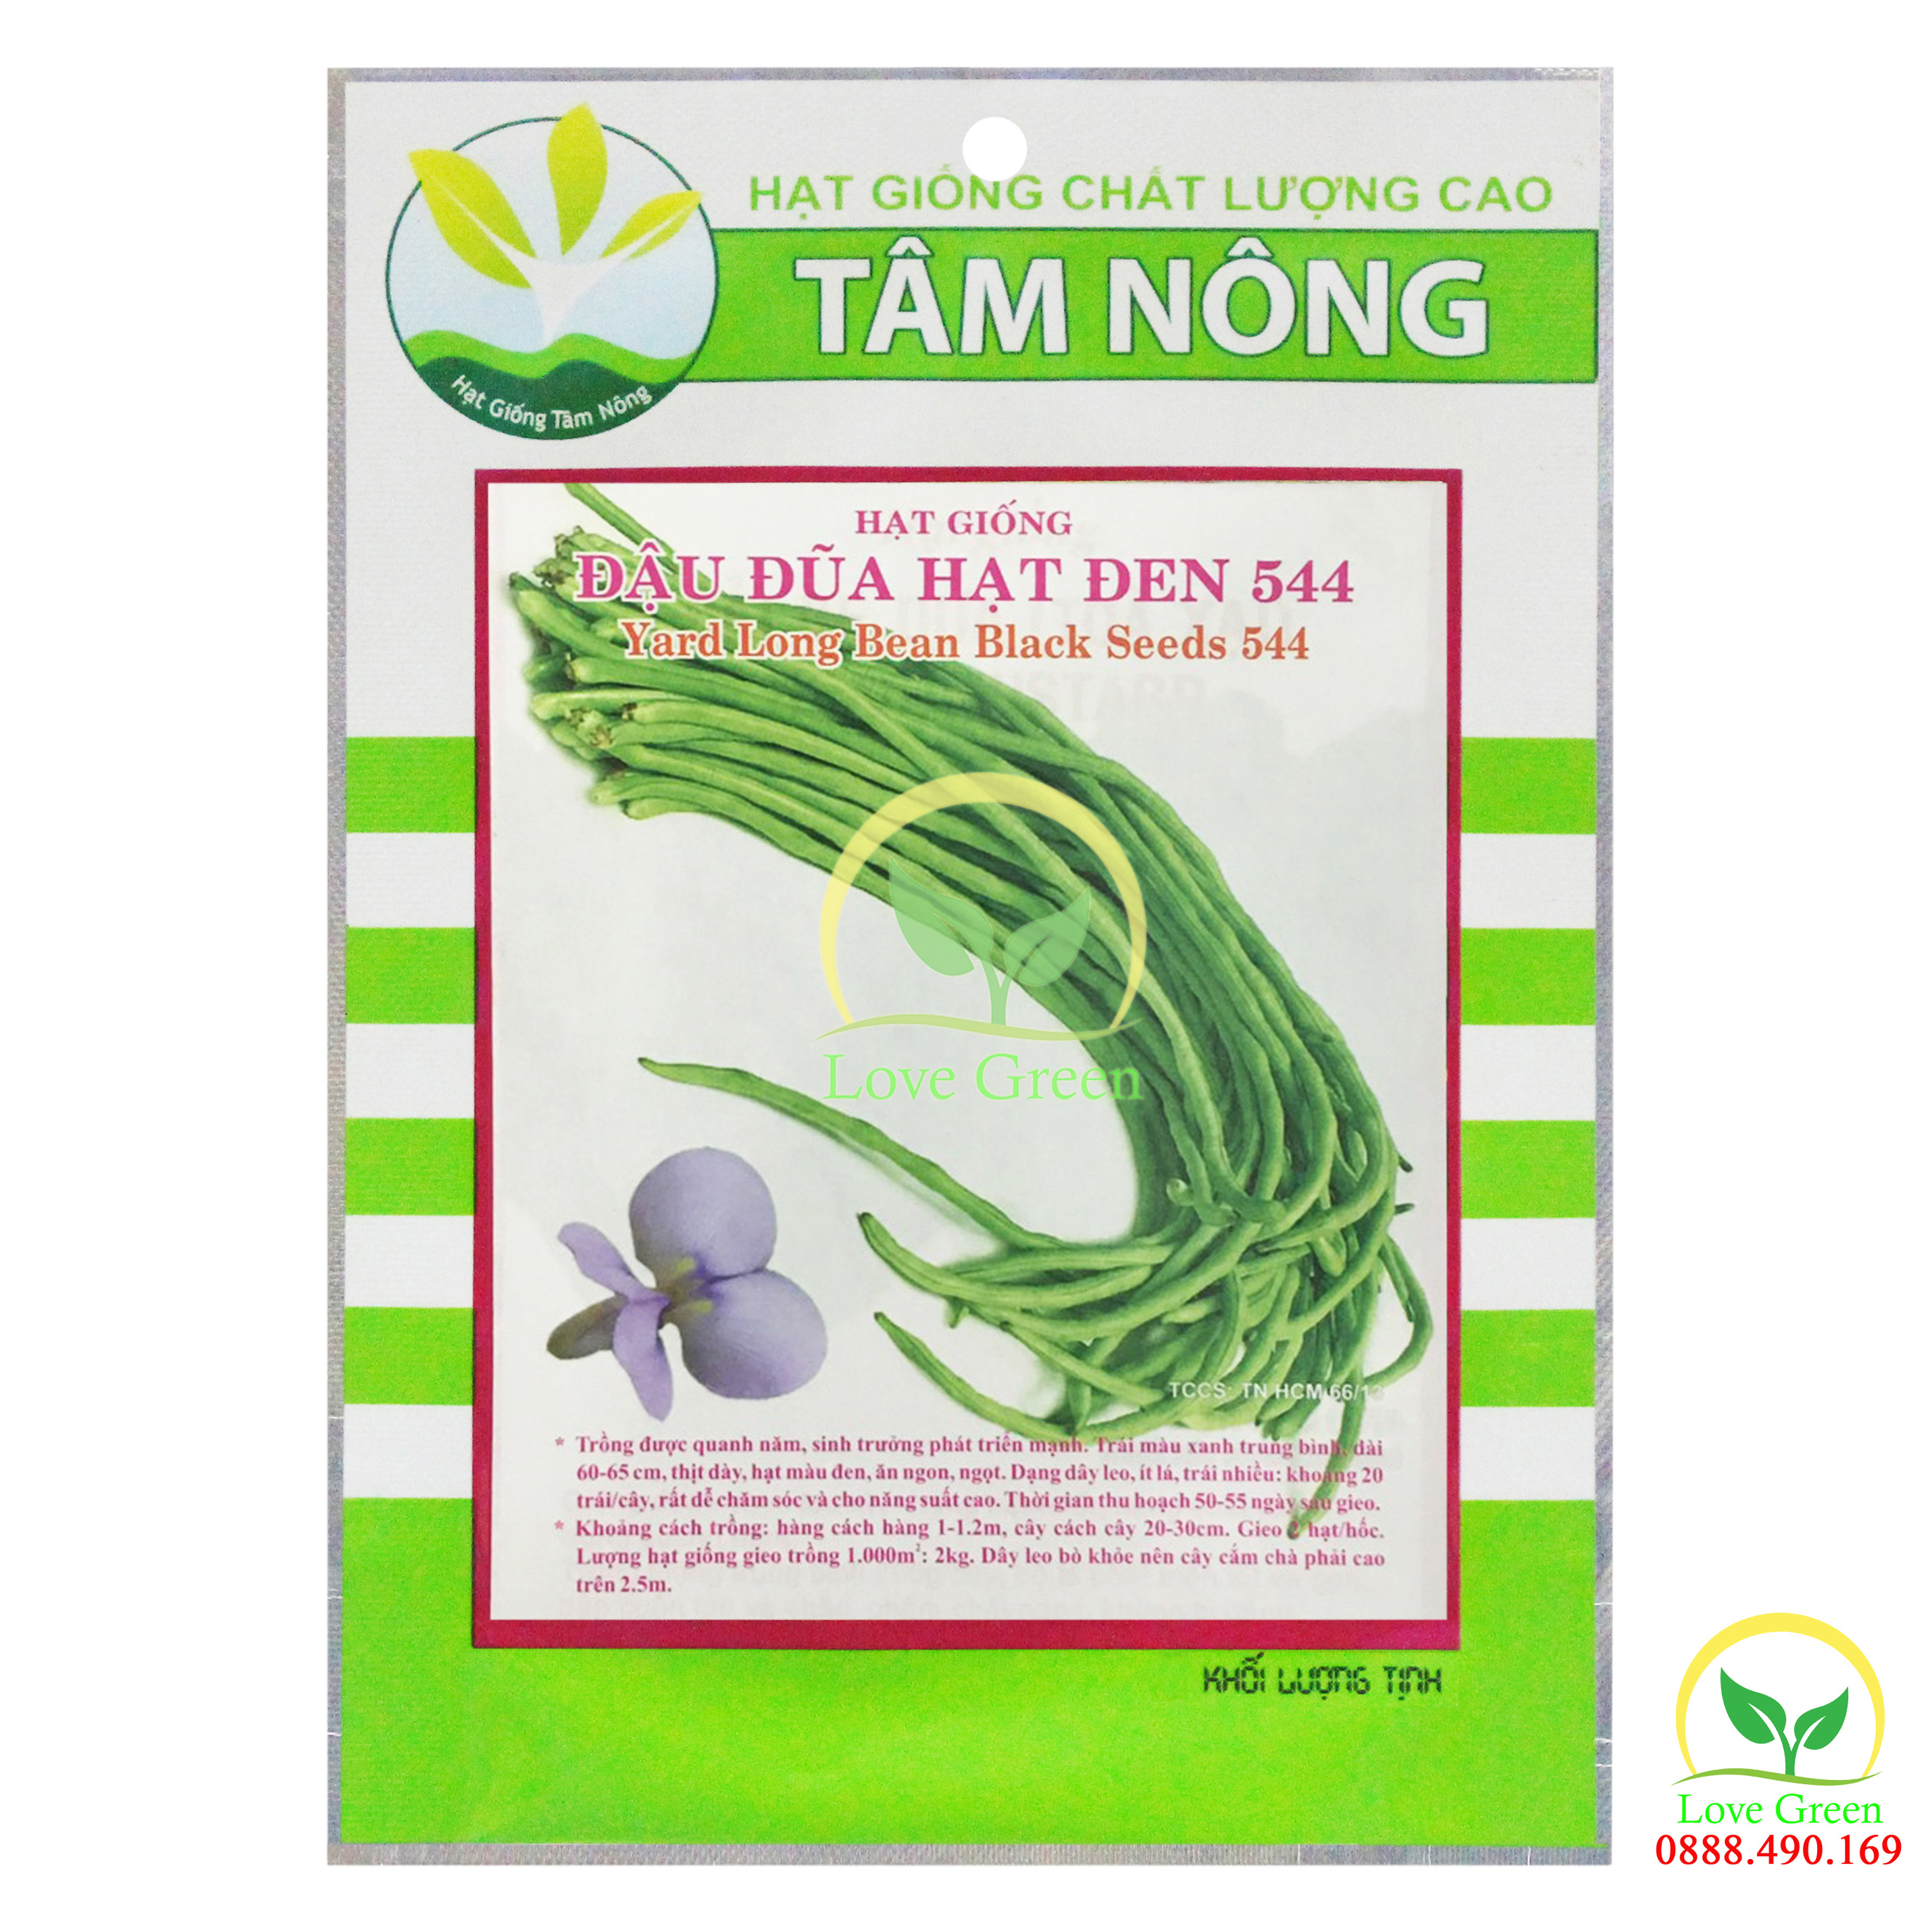 HẠT GIỐNG CHẤT LƯỢNG CAO
TÂM NÔNG
Hạt Giống Tâm Nông
HẠT GIỐNG
ĐẬU ĐŨA HẠT ĐEN 544
Yard Long Bean Black Seeds 544
Love Green
TCCS: TN HCM 66/13
* Trồng được quanh năm, sinh trưởng phát triển mạnh. Trái màu xanh trung bình, dài
60-65 cm, thịt dày, hạt màu đen, ăn ngon, ngọt. Dạng dây leo, ít lá, trái nhiều: khoảng 20
trái/cây, rất dễ chăm sóc và cho năng suất cao. Thời gian thu hoạch 50-55 ngày sau gieo.
* Khoảng cách trồng: hàng cách hàng 1-1.2m, cây cách cây 20-30cm. Gieo 2 hạt/hốc.
Lượng hạt giống gieo trồng 1.000m²: 2kg. Dây leo bò khỏe nên cây cắm chà phải cao
trên 2.5m.
KHỐI LƯỢNG TỊNH
Love Green
0888.490.169